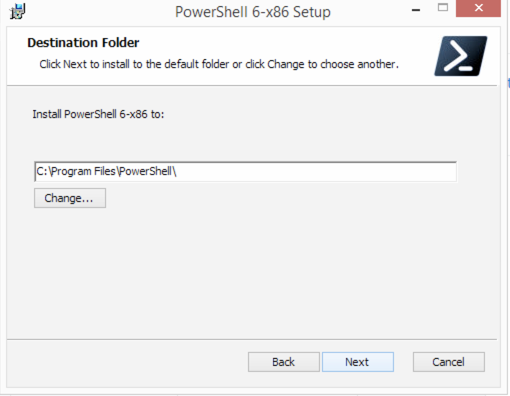 PowerShell 6-x86 Setup
Destination Folder
Click Next to install to the default folder or click Change to choose another.
Install PowerShell 6-x86 to:
C:\Program Files\PowerShell\
Change...
Back
Next
Cancel